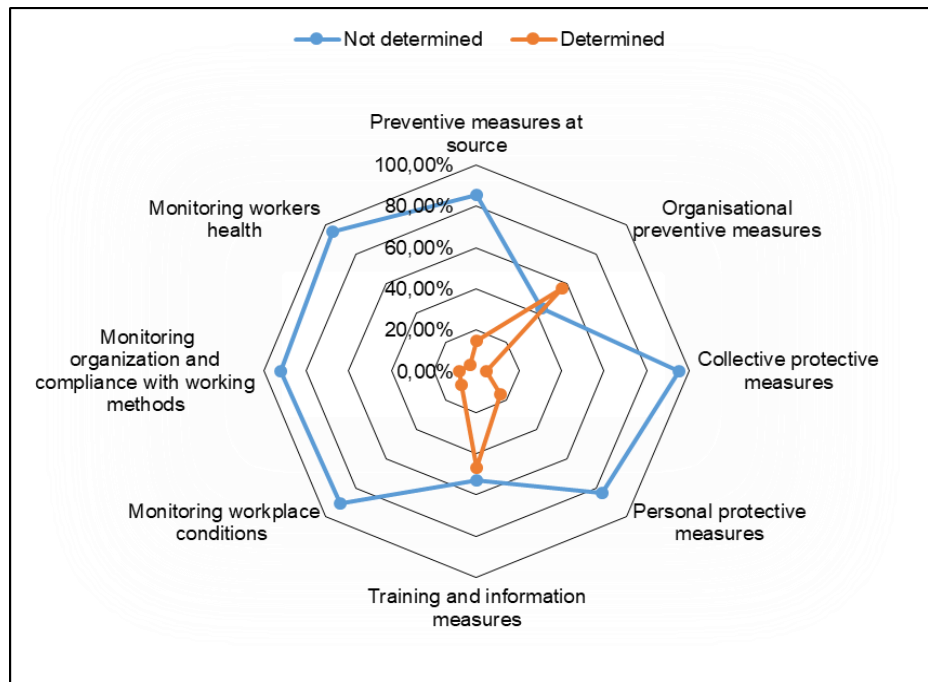 Not determined
Determined
Preventive measures at
source
100,00%
80,00%
60,00%
40,00%
20,00%
0,00%
Organisational
preventive measures
Collective protective
measures
Personal protective
measures
Training and information
measures
Monitoring workplace
conditions
Monitoring
organization and
compliance with working
methods
Monitoring workers
health